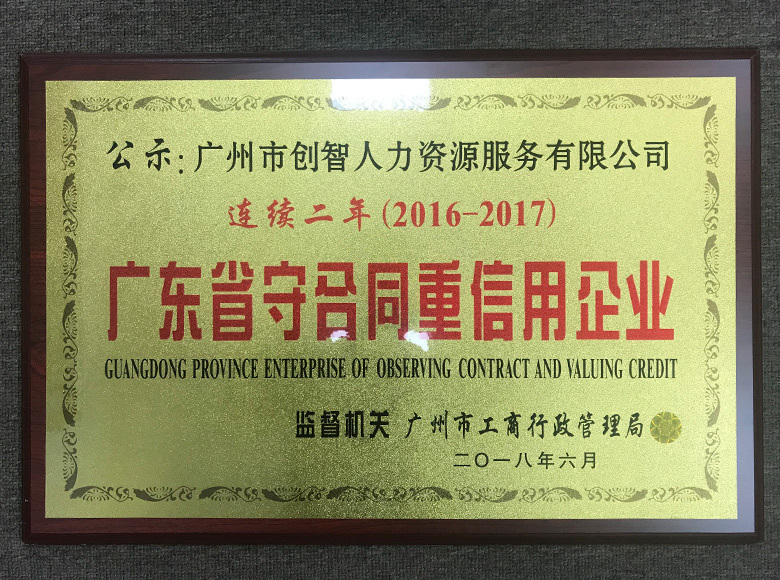 公示：广州市创智人力资源服务有限公司
连续二年(2016-2017)
广东省守合同重信用企业
GUANGDONG PROVINCE ENTERPRISE OF OBSERVING CONTRACT AND VALUING CREDIT
监督机关 广州市工商行政管理局
二〇一八年六月